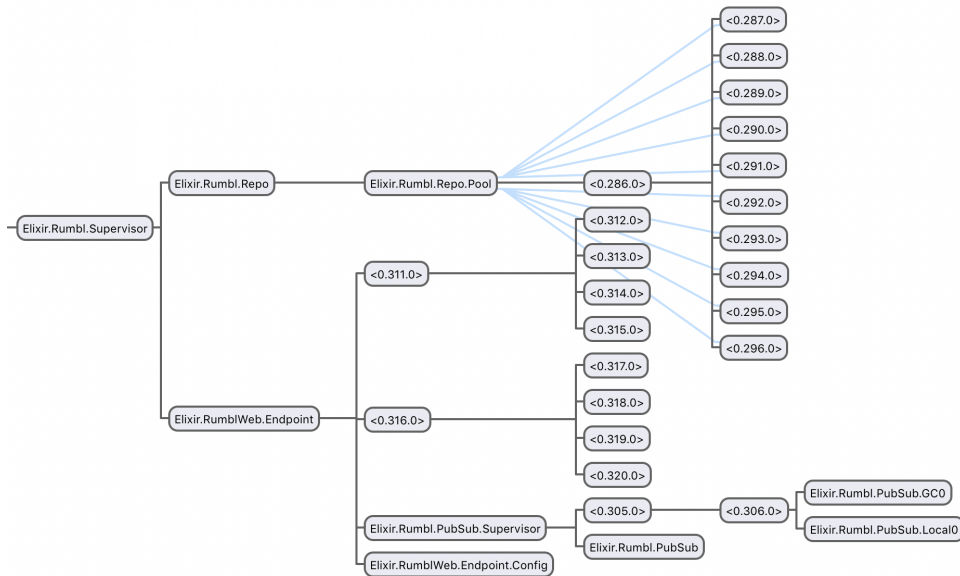 <0.287.0>
<0.288.0>
<0.289.0>
<0.290.0>
<0.291.0>
Elixir.Rumbl.Repo
Elixir.Rumbl.Repo.Pool
<0.286.0>
<0.292.0>
<0.312.0>
Elixir.Rumbl.Supervisor
<0.293.0>
<0.313.0>
<0.311.0>
<0.294.0>
<0.314.0>
<0.295.0>
<0.315.0>
<0.296.0>
<0.317.0>
<0.318.0>
Elixir.RumblWeb.Endpoint
<0.316.0>
<0.319.0>
<0.320.0>
Elixir.Rumbl.PubSub.GC0
<0.305.0>
<0.306.0>
Elixir.Rumbl.PubSub.Supervisor
Elixir.Rumbl.PubSub.Local0
Elixir.Rumbl.PubSub
Elixir.RumblWeb.Endpoint.Config